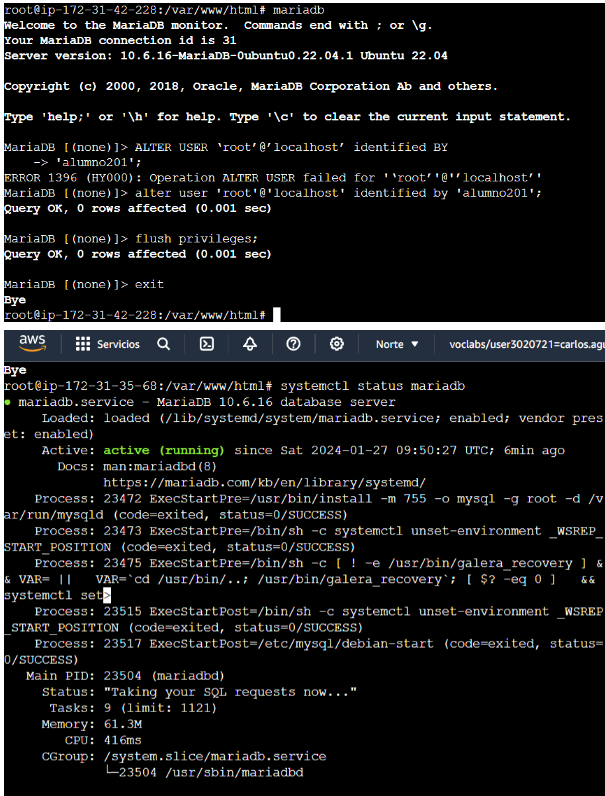 root@ip-172-31-42-228:/var/www/html# mariadb
Welcome to the MariaDB monitor.  Commands end with ; or \g.
Your MariaDB connection id is 31
Server version: 10.6.16-MariaDB-0ubuntu0.22.04.1 Ubuntu 22.04
Copyright (c) 2000, 2018, Oracle, MariaDB Corporation Ab and others.
Type 'help;' or '\h' for help. Type '\c' to clear the current input statement.
MariaDB [(none)]> ALTER USER ‘root’@’localhost’ identified BY
    -> 'alumno201';
ERROR 1396 (HY000): Operation ALTER USER failed for '‘root’'@'’localhost’'
MariaDB [(none)]> alter user 'root'@'localhost' identified by 'alumno201';
Query OK, 0 rows affected (0.001 sec)
MariaDB [(none)]> flush privileges;
Query OK, 0 rows affected (0.001 sec)
MariaDB [(none)]> exit
Bye
root@ip-172-31-42-228:/var/www/html#
aws Servicios Norte voclabs/user3020721=carlos.agu
Bye
root@ip-172-31-35-68:/var/www/html# systemctl status mariadb
● mariadb.service - MariaDB 10.6.16 database server
     Loaded: loaded (/lib/systemd/system/mariadb.service; enabled; vendor pres
et: enabled)
     Active: active (running) since Sat 2024-01-27 09:50:27 UTC; 6min ago
       Docs: man:mariadbd(8)
             https://mariadb.com/kb/en/library/systemd/
    Process: 23472 ExecStartPre=/usr/bin/install -m 755 -o mysql -g root -d /v
ar/run/mysqld (code=exited, status=0/SUCCESS)
    Process: 23473 ExecStartPre=/bin/sh -c systemctl unset-environment _WSREP_
START_POSITION (code=exited, status=0/SUCCESS)
    Process: 23475 ExecStartPre=/bin/sh -c [ ! -e /usr/bin/galera_recovery ] &
& VAR= ||   VAR=`cd /usr/bin/..; /usr/bin/galera_recovery`; [ $? -eq 0 ]   &&
systemctl set>
    Process: 23515 ExecStartPost=/bin/sh -c systemctl unset-environment _WSREP
_START_POSITION (code=exited, status=0/SUCCESS)
    Process: 23517 ExecStartPost=/etc/mysql/debian-start (code=exited, status=
0/SUCCESS)
   Main PID: 23504 (mariadbd)
     Status: "Taking your SQL requests now..."
      Tasks: 9 (limit: 1121)
     Memory: 61.3M
        CPU: 416ms
     CGroup: /system.slice/mariadb.service
             └─23504 /usr/sbin/mariadbd